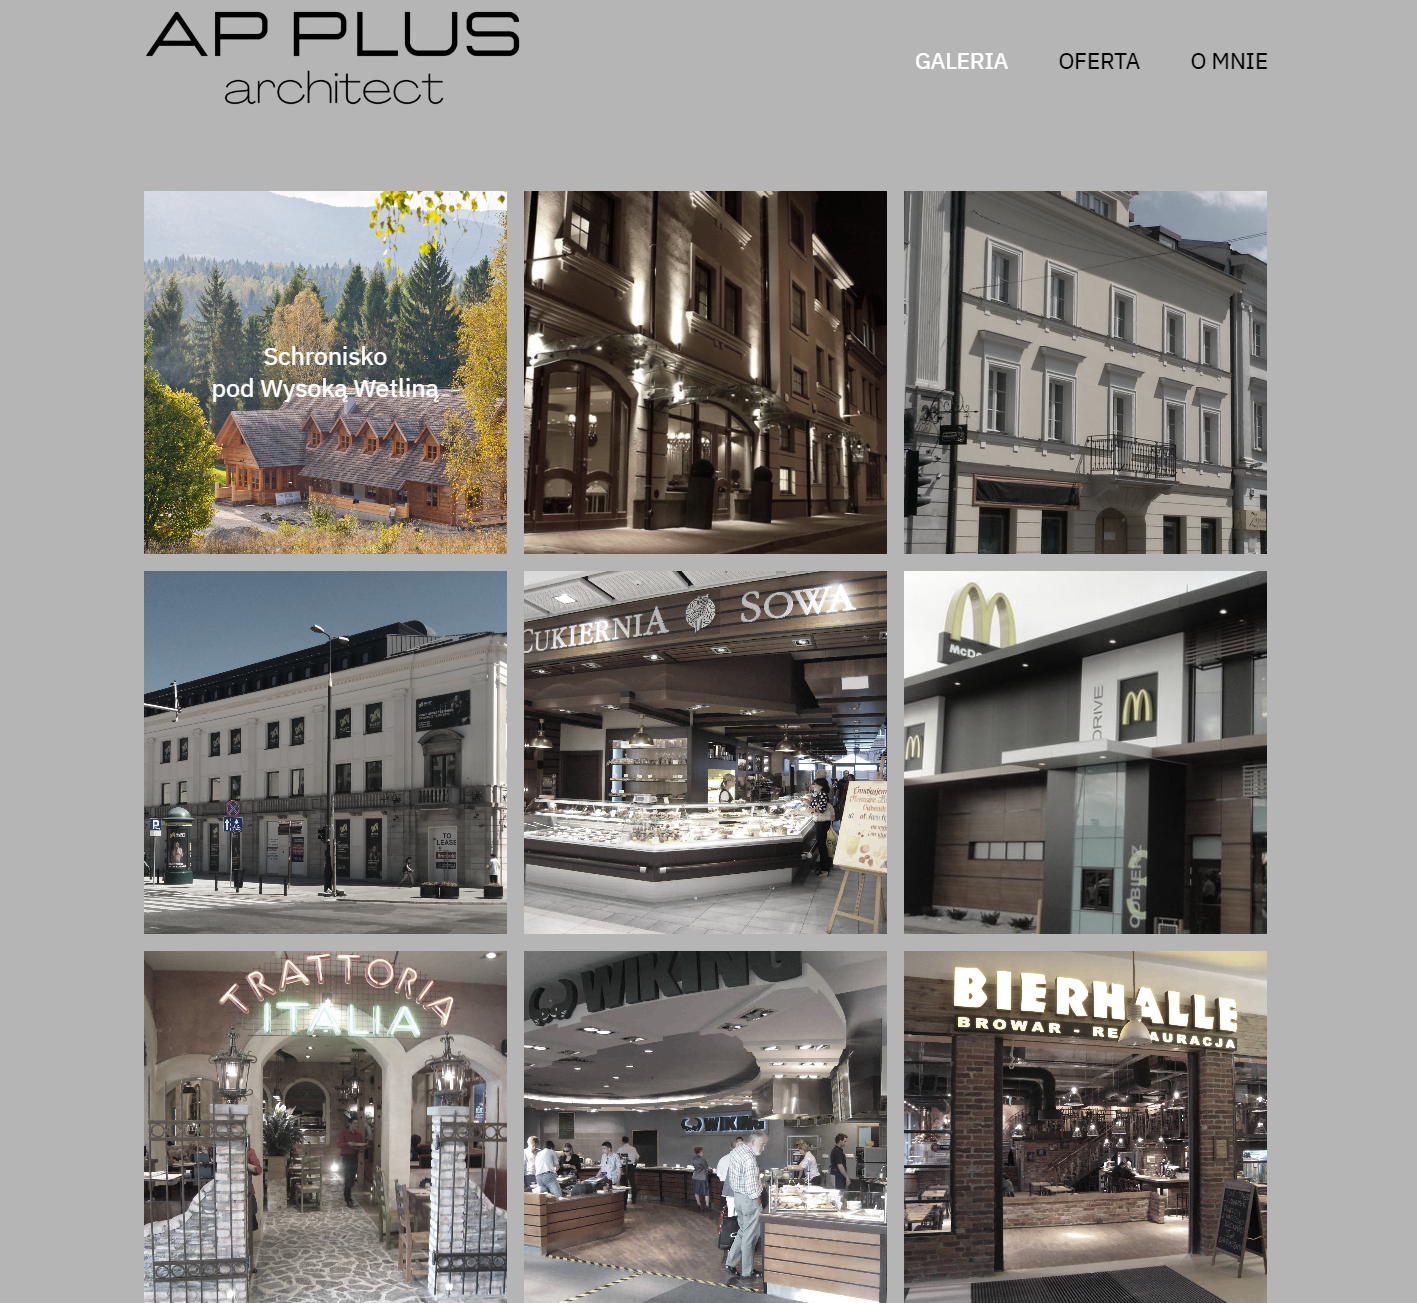 AP PLUS
architect
GALERIA
OFERTA
O MNIE
Schronisko
pod Wysoką Wetliną
CUKIERNIA SOWA
McDo
DRIVE
TO
LEASE
P
TRATTORIA
ITALIA
WIKING
WIKING
BIERHALLE
BROWAR - RE AURACJA